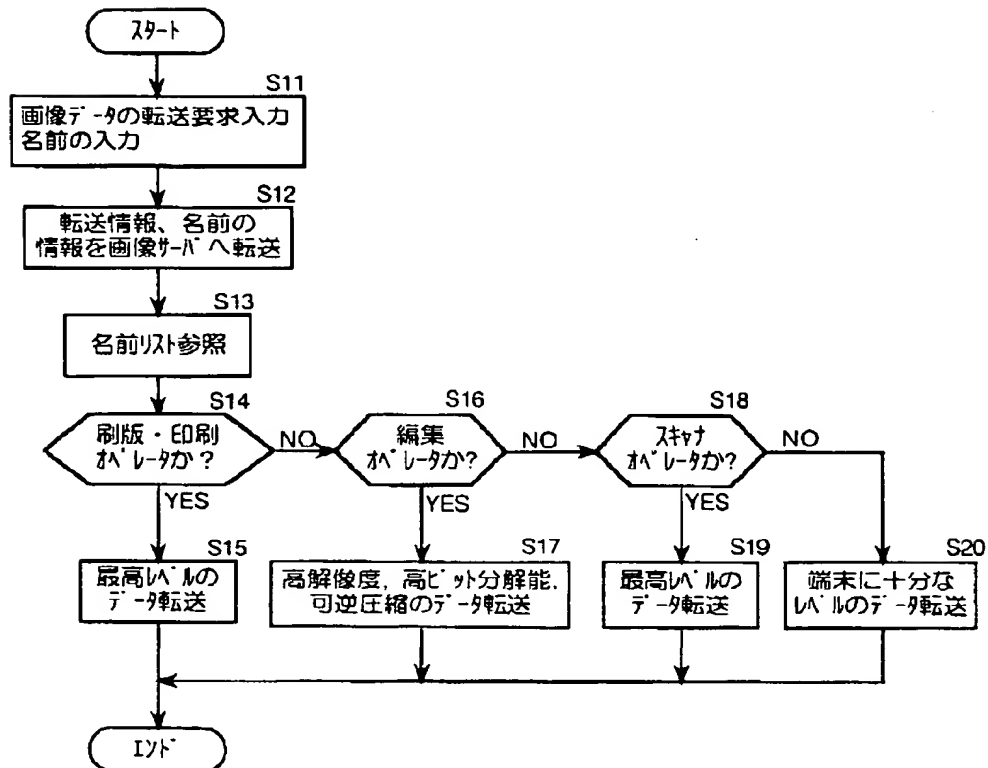 スタート
S11
画像データの転送要求入力
名前の入力
S12
転送情報、名前の
情報を画像サーバへ転送
S13
名前リスト参照
S14
刷版・印刷
オペレータか?
NO
YES
S16
編集
オペレータか?
NO
YES
S18
スキャナ
オペレータか?
NO
YES
S15
最高レベルの
データ転送
S17
高解像度,高ビット分解能,
可逆圧縮のデータ転送
S19
最高レベルの
データ転送
S20
端末に十分な
レベルのデータ転送
エンド